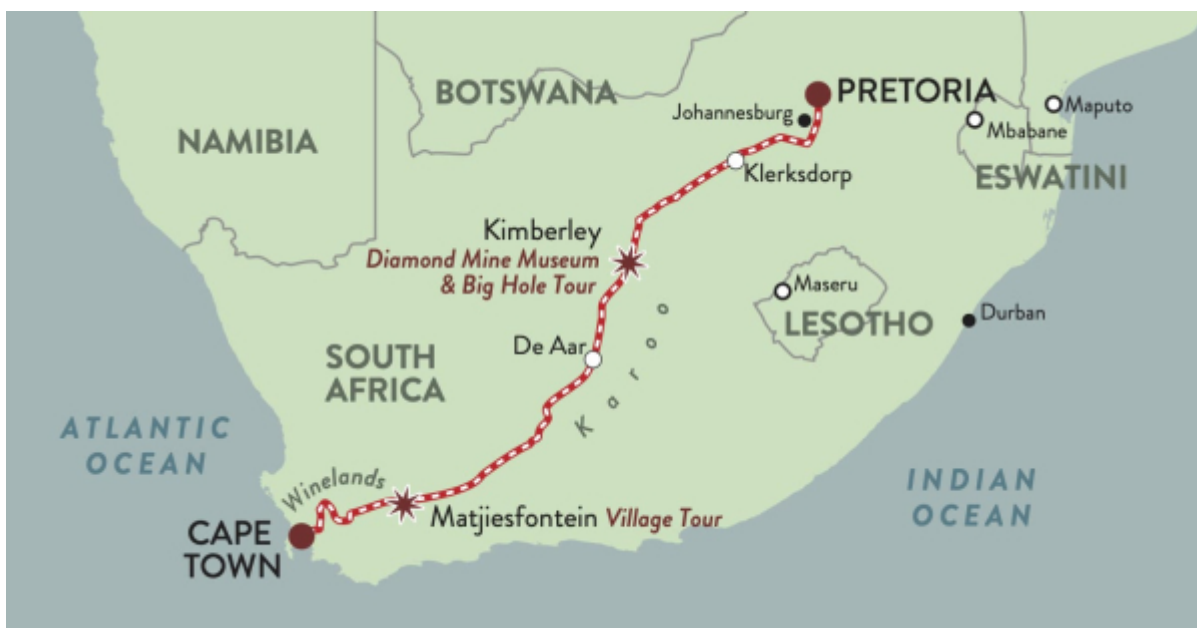 BOTSWANA
PRETORIA
Johannesburg
Maputo
Mbabane
NAMIBIA
Klerksdorp
ESWATINI
Kimberley
Diamond Mine Museum
& Big Hole Tour
Maseru
LESOTHO
Durban
De Aar
Karoo
SOUTH
AFRICA
ATLANTIC
OCEAN
Winelands
INDIAN
OCEAN
Matjiesfontein Village Tour
CAPE
TOWN